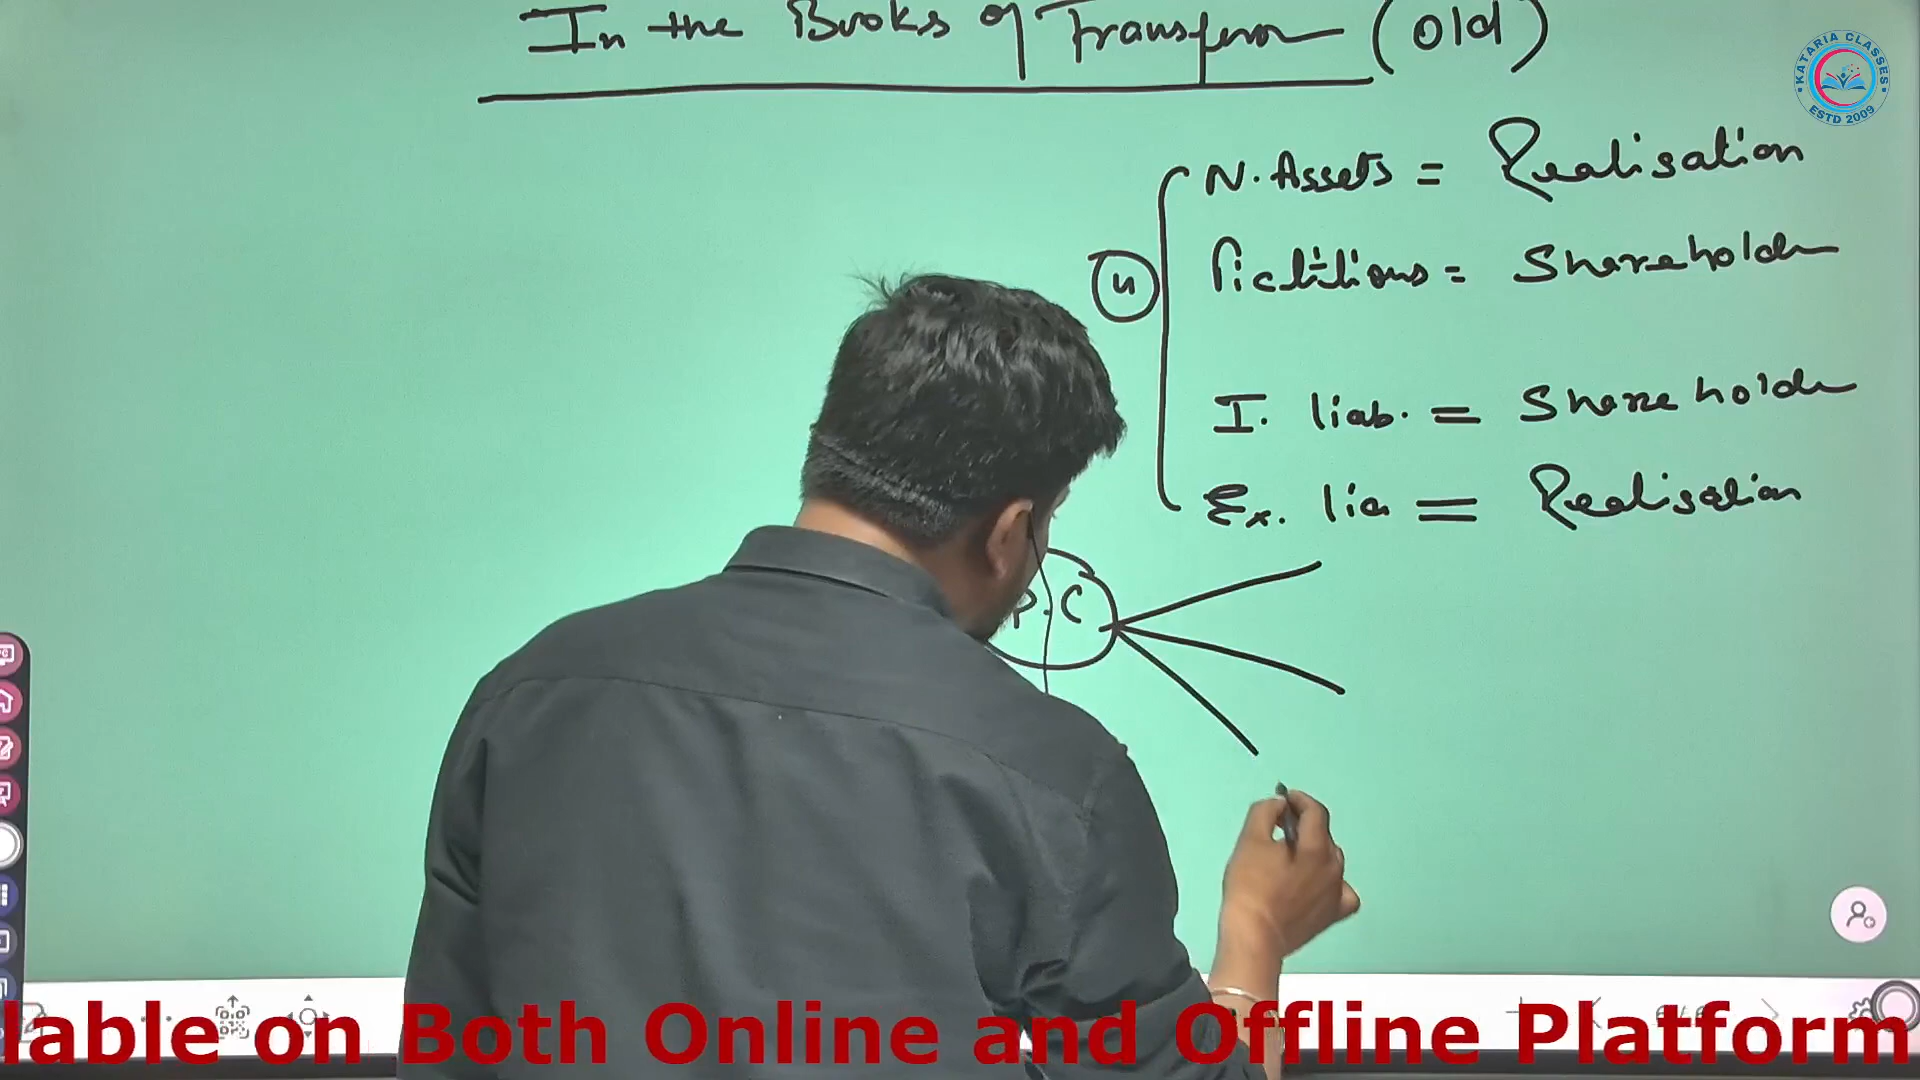 In the Books of Transferor (old)
KATARIA CLASSES
ESTD 2009
N. Assets = Realisation
4
Fictitious = Shareholder
I. liab. = Shareholder
Ex. lia = Realisation
P. C
lable on Both Online and Offline Platform